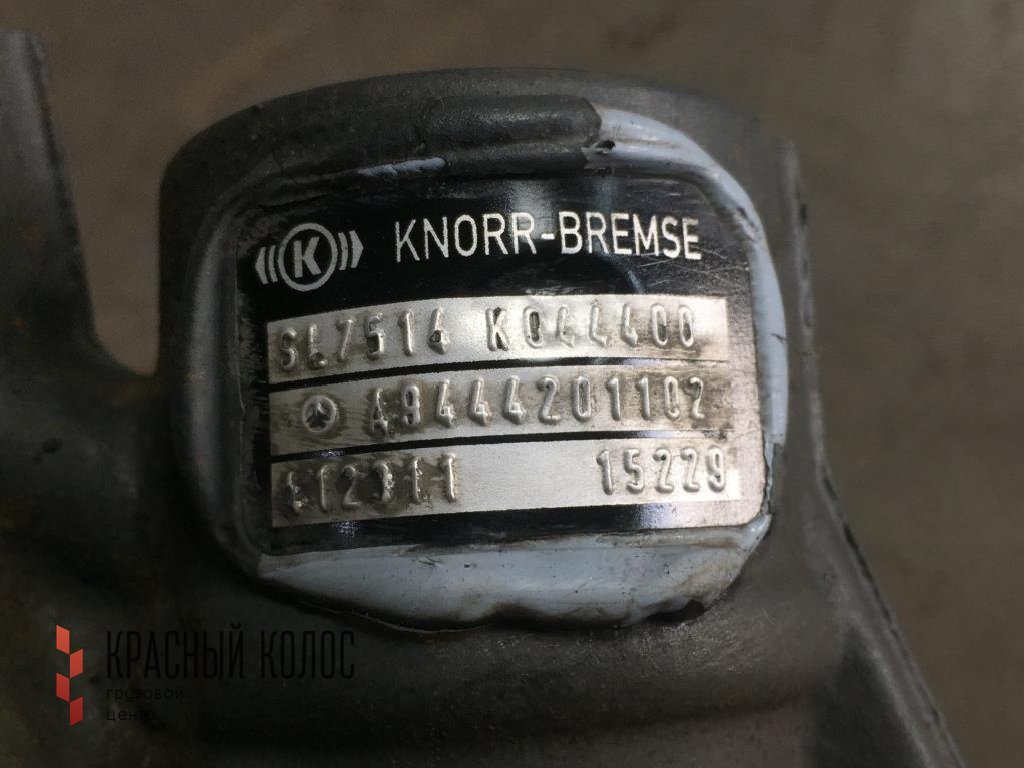 K
KNORR-BREMSE
SL7514 K044400
A9444201102
15229
КРАСНЫЙ КОЛОС
грузовой
центр